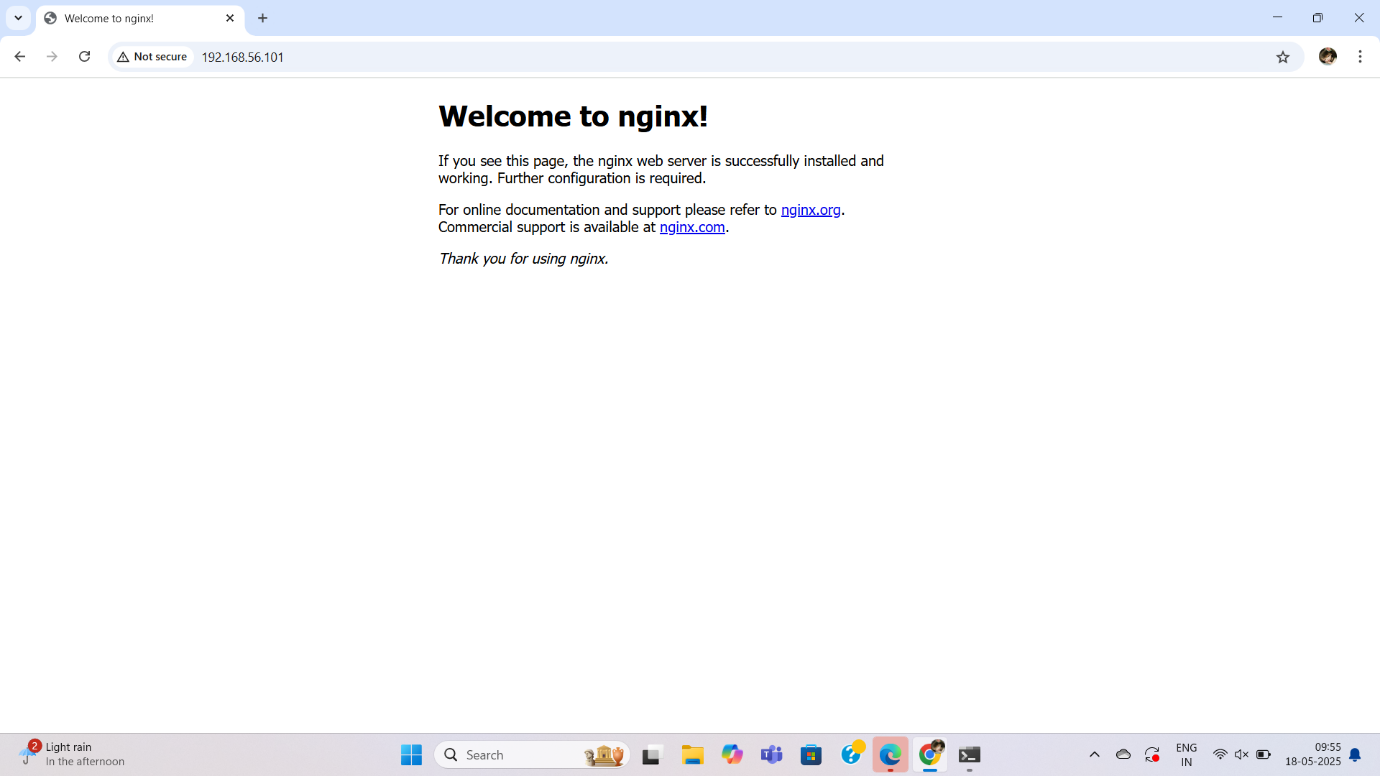 Welcome to nginx!
Not secure
192.168.56.101
Welcome to nginx!
If you see this page, the nginx web server is successfully installed and
working. Further configuration is required.
For online documentation and support please refer to nginx.org.
Commercial support is available at nginx.com.
Thank you for using nginx.
2
Light rain
In the afternoon
Search
ENG
IN
09:55
18-05-2025